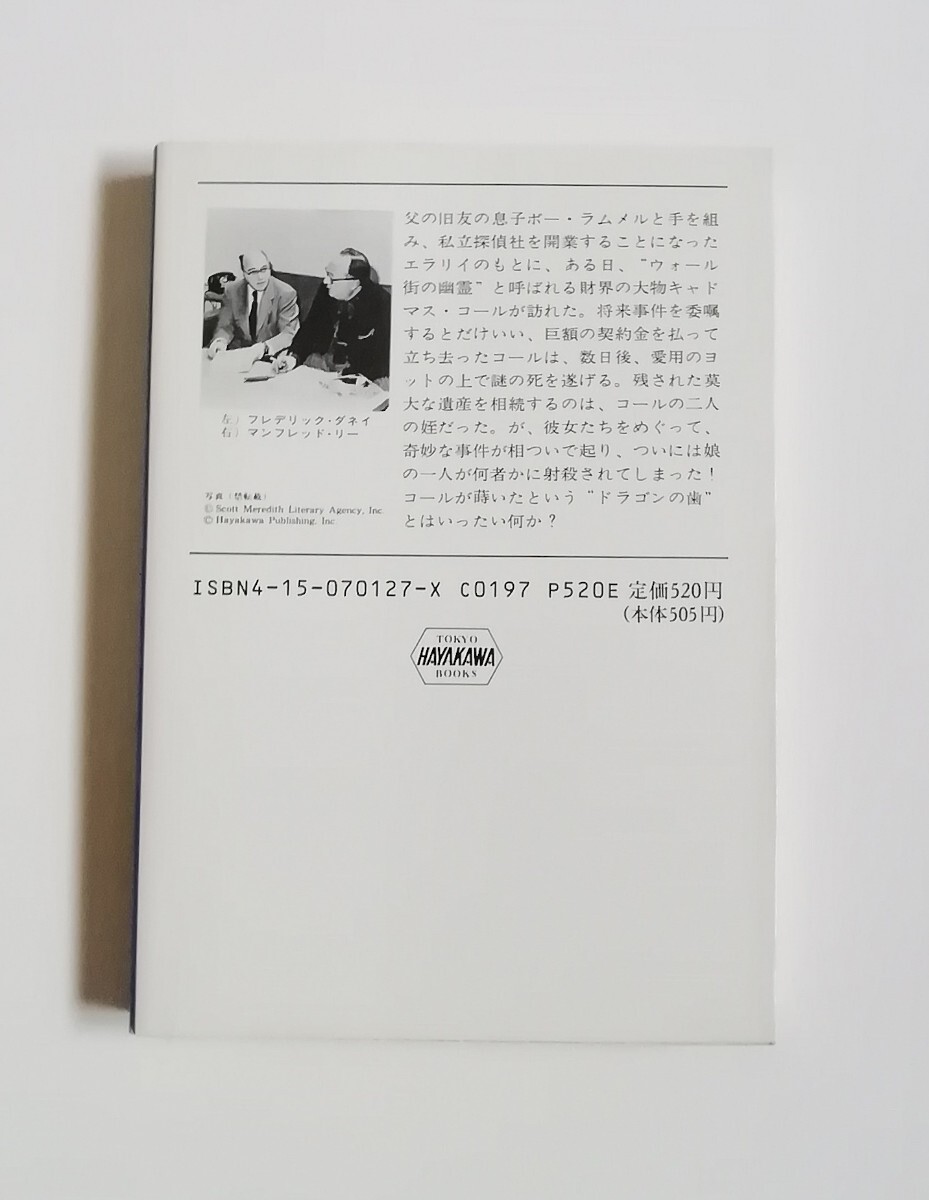 父の旧友の息子ボー・ラムメルと手を組
み、私立探偵社を開業することになった
エラリイのもとに、ある日、"ウォール
街の幽霊"と呼ばれる財界の大物キャド
マス・コールが訪れた。将来事件を委嘱
するとだけいい、巨額の契約金を払って
立ち去ったコールは、数日後、愛用のヨ
ットの上で謎の死を遂げる。残された莫
大な遺産を相続するのは、コールの二人
の姪だった。が、彼女たちをめぐって、
奇妙な事件が相ついで起り、ついには娘
の一人が何者かに射殺されてしまった！
コールが蒔いたという"ドラゴンの歯"
とはいったい何か？
左）フレデリック・ダネイ
右）マンフレッド・リー
写真（禁転載）
© Scott Meredith Literary Agency, Inc.
© Hayakawa Publishing, Inc
ISBN4-15-070127-X C0197 P520E 定価520円
（本体505円）
TOKYO
HAYAKAWA
BOOKS